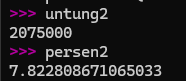 >>> untung2
2075000
>>> persen2
7.822808671065033